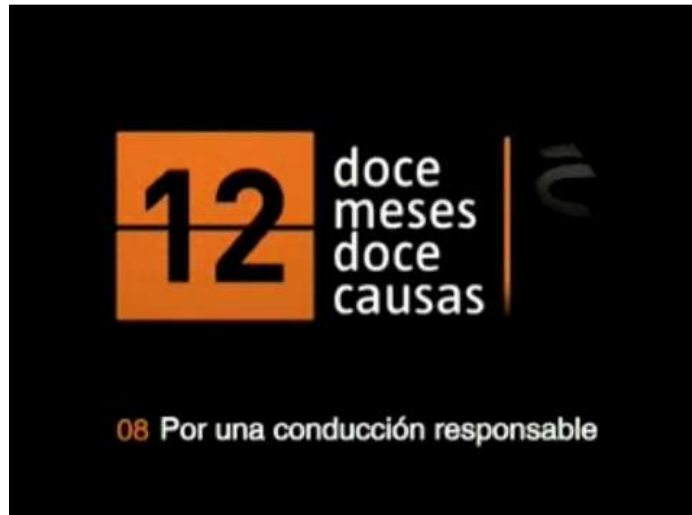 12
doce
meses
doce
causas
08 Por una conducción responsable